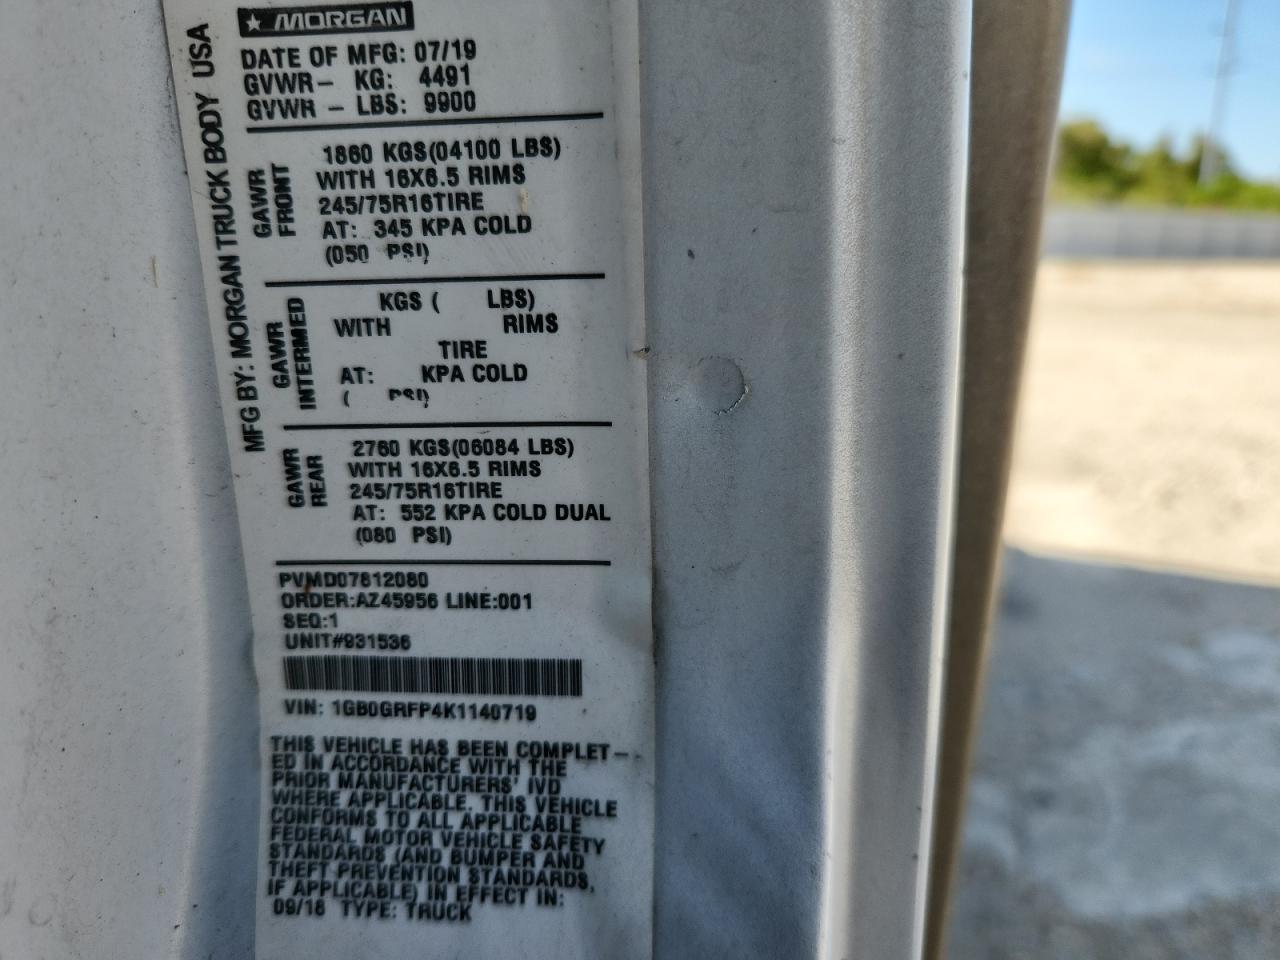 MORGAN
MFG BY: MORGAN TRUCK BODY USA
DATE OF MFG: 07/19
GVWR- KG: 4491
GVWR - LBS: 9900
GAWR
FRONT
1860 KGS(04100 LBS)
WITH 16X6.5 RIMS
245/75R16TIRE
AT: 345 KPA COLD
(050 PSI)
GAWR
INTERMED
KGS ( LBS)
WITH RIMS
TIRE
AT: KPA COLD
( PSI)
GAWR
REAR
2760 KGS(06084 LBS)
WITH 16X6.5 RIMS
245/75R16TIRE
AT: 552 KPA COLD DUAL
(080 PSI)
PVMD07612080
ORDER:AZ45956 LINE:001
SEQ:1
UNIT#931536
VIN: 1GB0GRFP4K1140719
THIS VEHICLE HAS BEEN COMPLET-
ED IN ACCORDANCE WITH THE
PRIOR MANUFACTURERS' IVD
WHERE APPLICABLE. THIS VEHICLE
CONFORMS TO ALL APPLICABLE
FEDERAL MOTOR VEHICLE SAFETY
STANDARDS (AND BUMPER AND
THEFT PREVENTION STANDARDS,
IF APPLICABLE) IN EFFECT IN:
09/18 TYPE: TRUCK